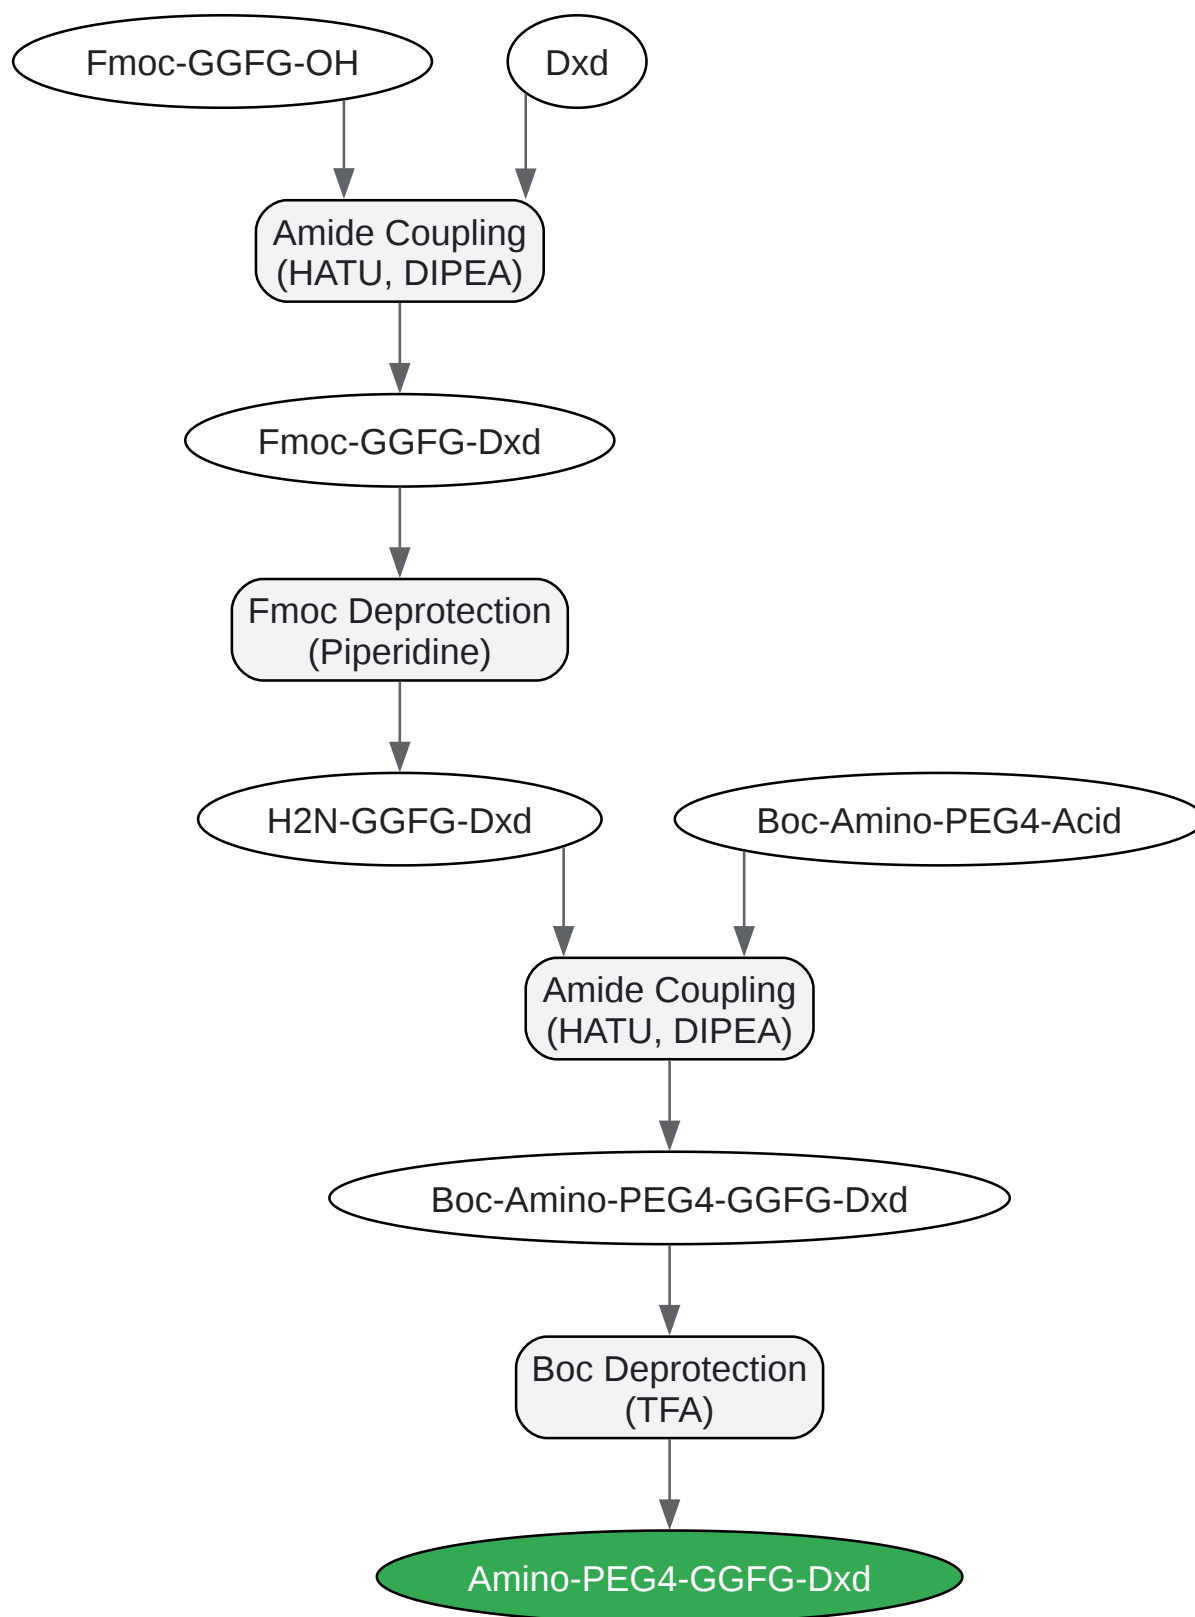 Fmoc-GGFG-OH
Dxd
Amide Coupling
(HATU, DIPEA)
Fmoc-GGFG-Dxd
Fmoc Deprotection
(Piperidine)
H2N-GGFG-Dxd
Boc-Amino-PEG4-Acid
Amide Coupling
(HATU, DIPEA)
Boc-Amino-PEG4-GGFG-Dxd
Boc Deprotection
(TFA)
Amino-PEG4-GGFG-Dxd